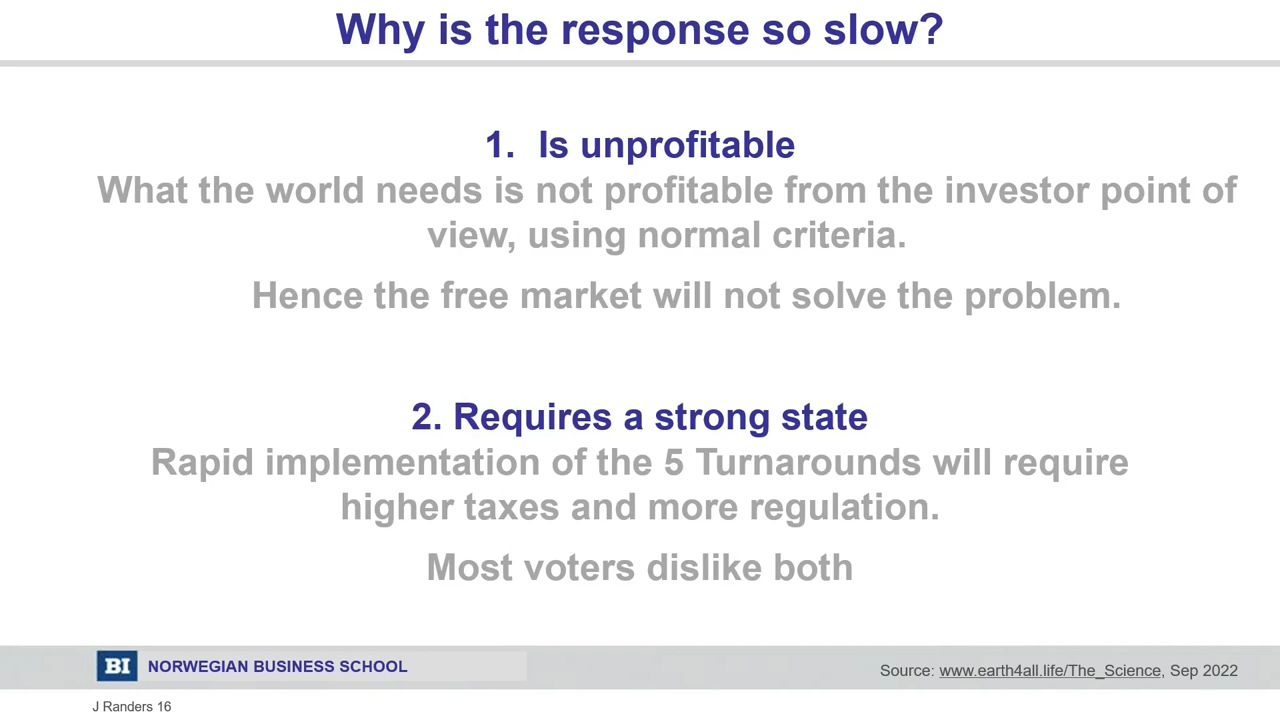 Why is the response so slow?
1. Is unprofitable
What the world needs is not profitable from the investor point of
view, using normal criteria.
Hence the free market will not solve the problem.
2. Requires a strong state
Rapid implementation of the 5 Turnarounds will require
higher taxes and more regulation.
Most voters dislike both
BI NORWEGIAN BUSINESS SCHOOL
Source: www.earth4all.life/The_Science, Sep 2022
J Randers 16